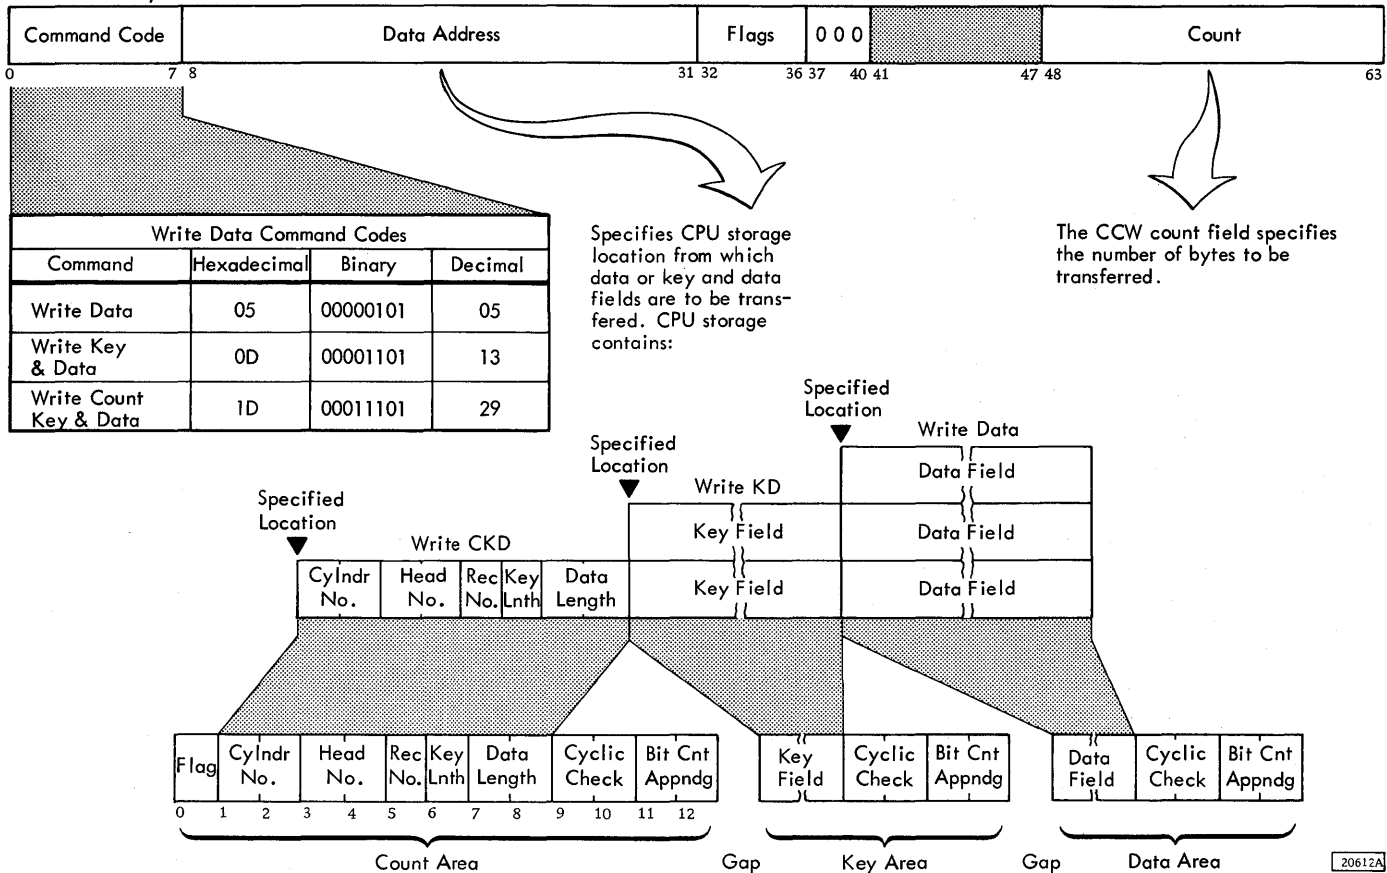 Command Code Data Address Flags 0 0 0 Count
0 7 8 31 32 36 37 40 41 47 48 63
Write Data Command Codes
Command Hexadecimal Binary Decimal
Write Data 05 00000101 05
Write Key
& Data 0D 00001101 13
Write Count
Key & Data 1D 00011101 29
Specifies CPU storage
location from which
data or key and data
fields are to be trans-
fered. CPU storage
contains:
The CCW count field specifies
the number of bytes to be
transferred.
Specified
Location
Write Data
Data Field
Specified
Location
Write KD
Key Field Data Field
Specified
Location
Write CKD
Cylndr
No.
Head
No.
Rec
No.
Key
Lnth
Data
Length
Key Field Data Field
Flag
Cylndr
No.
Head
No.
Rec
No.
Key
Lnth
Data
Length
Cyclic
Check
Bit Cnt
Appndg
Key
Field
Cyclic
Check
Bit Cnt
Appndg
Data
Field
Cyclic
Check
Bit Cnt
Appndg
0 1 2 3 4 5 6 7 8 9 10 11 12
Count Area Gap Key Area Gap Data Area
20612A